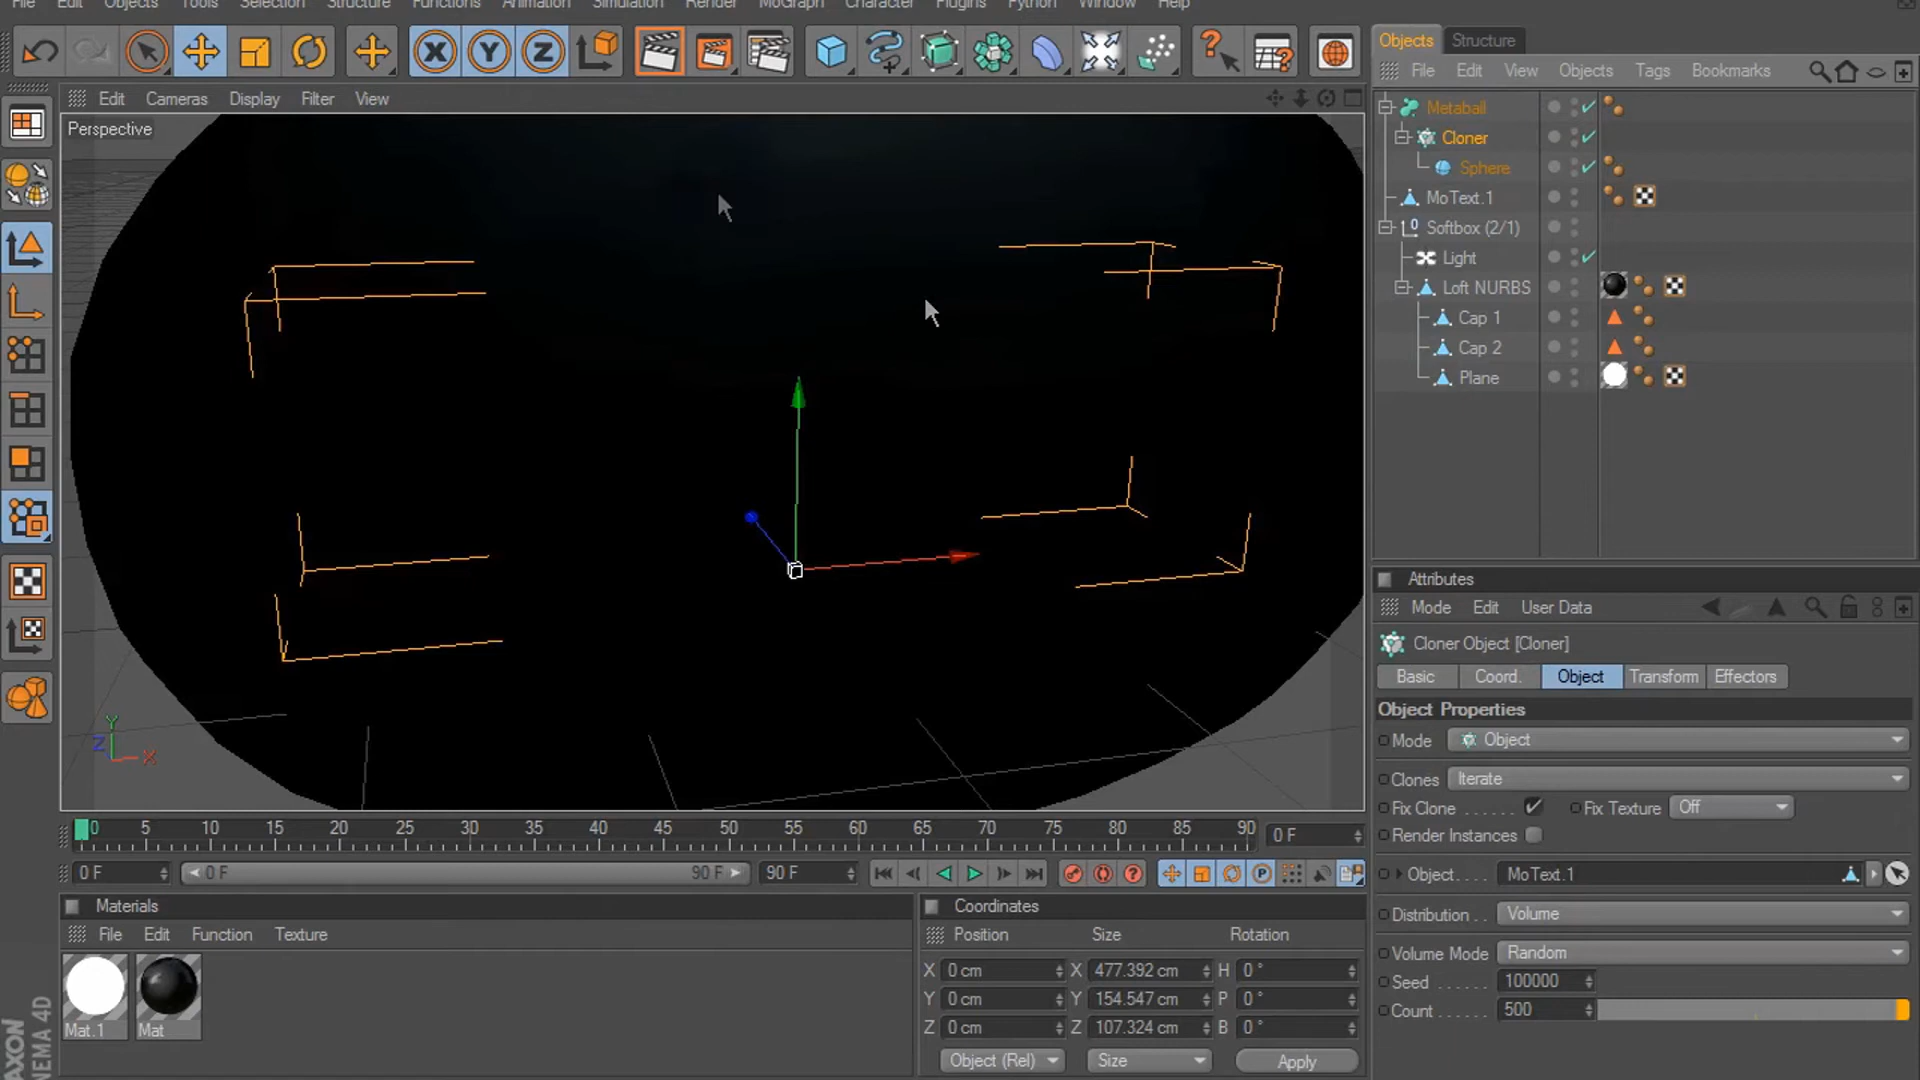 File Edit Objects Tools Selection Structure Functions Animation Simulation Render MoGraph Character Plugins Python Window Help
X Y Z
Objects Structure
File Edit View Objects Tags Bookmarks
Edit Cameras Display Filter View
Perspective
Metaball
Cloner
Sphere
MoText.1
Softbox (2/1)
Light
Loft NURBS
Cap 1
Cap 2
Plane
Attributes
Mode Edit User Data
Cloner Object [Cloner]
Basic Coord. Object Transform Effectors
Object Properties
Mode Object
Clones Iterate
Fix Clone ...... Fix Texture Off
Render Instances
Object.... MoText.1
Distribution .. Volume
Volume Mode Random
Seed ...... 100000
Count ...... 500
Y
Z X
0 5 10 15 20 25 30 35 40 45 50 55 60 65 70 75 80 85 90 0 F
0 F 0 F 90 F 90 F
Materials
File Edit Function Texture
Mat.1 Mat
Coordinates
Position Size Rotation
X 0 cm X 477.392 cm H 0 °
Y 0 cm Y 154.547 cm P 0 °
Z 0 cm Z 107.324 cm B 0 °
Object (Rel) Size Apply
AXON
NEMA 4D